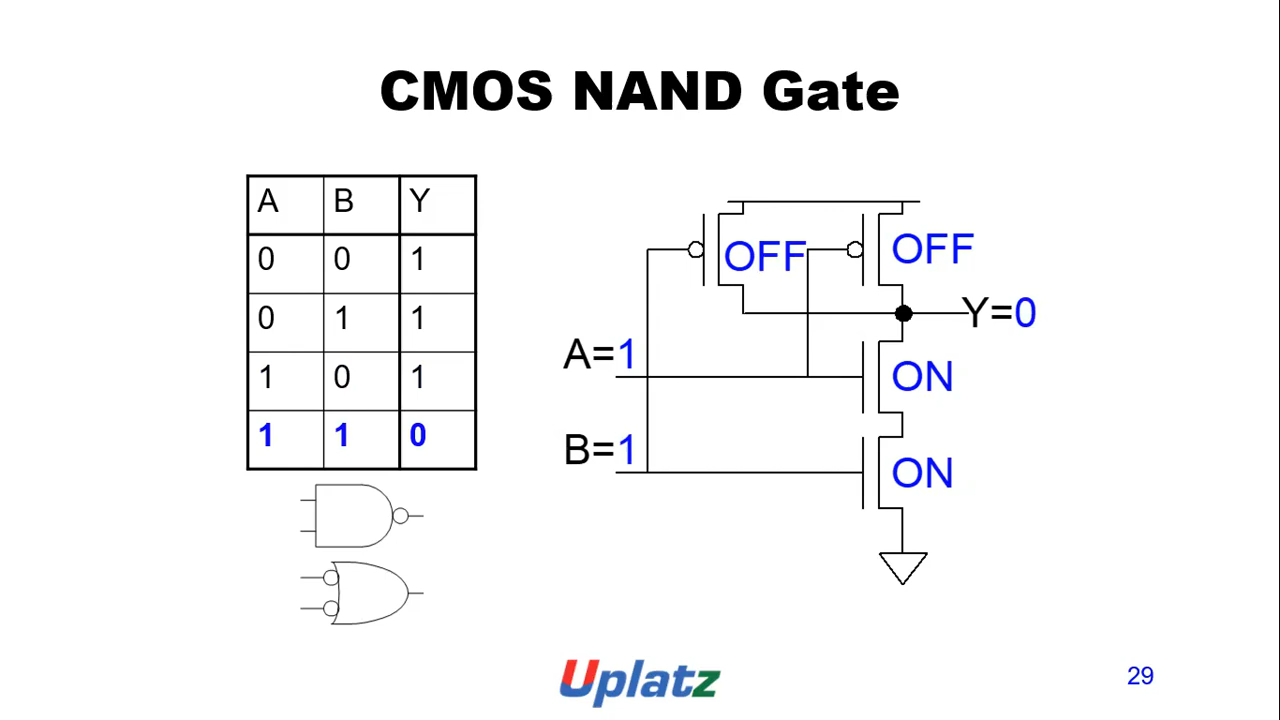 CMOS NAND Gate
A B Y
0 0 1
0 1 1
1 0 1
1 1 0
OFF OFF
Y=0
A=1
ON
B=1
ON
Uplatz
29